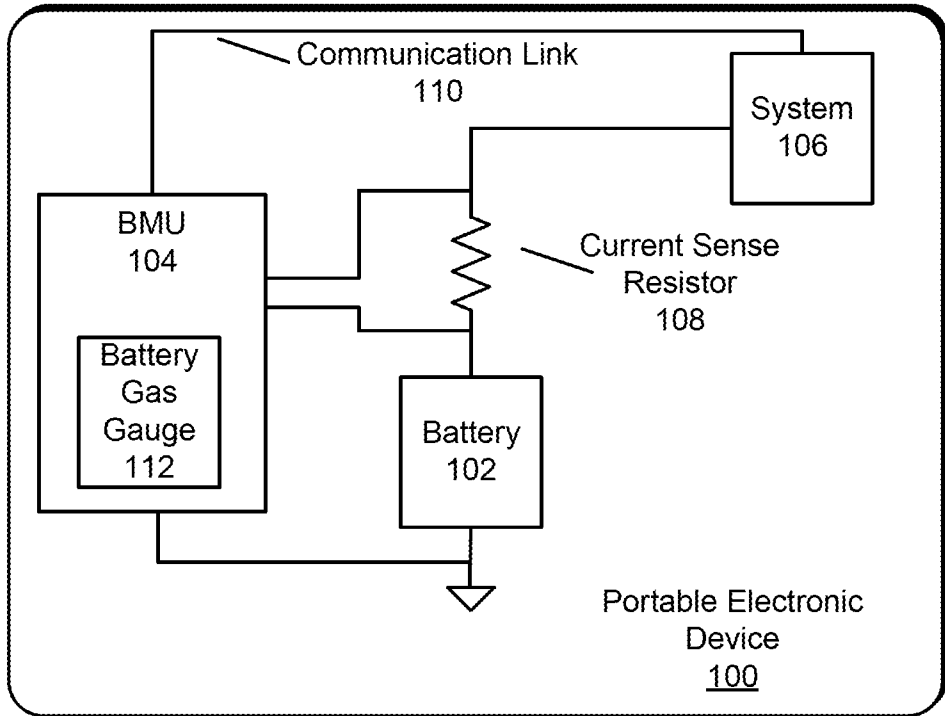 Communication Link
110
System
106
BMU
104
Current Sense
Resistor
108
Battery
Gas
Gauge
112
Battery
102
Portable Electronic
Device
100